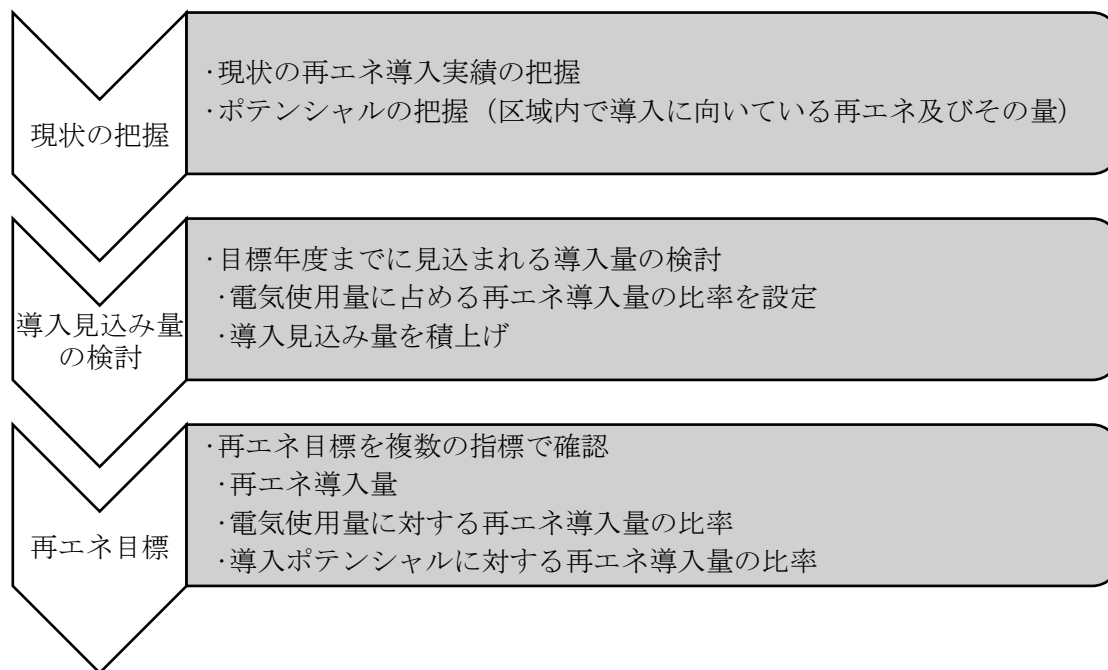 現状の把握
·現状の再エネ導入実績の把握
·ポテンシャルの把握（区域内で導入に向いている再エネ及びその量）
導入見込み量
の検討
·目標年度までに見込まれる導入量の検討
·電気使用量に占める再エネ導入量の比率を設定
·導入見込み量を積上げ
再エネ目標
·再エネ目標を複数の指標で確認
·再エネ導入量
·電気使用量に対する再エネ導入量の比率
·導入ポテンシャルに対する再エネ導入量の比率